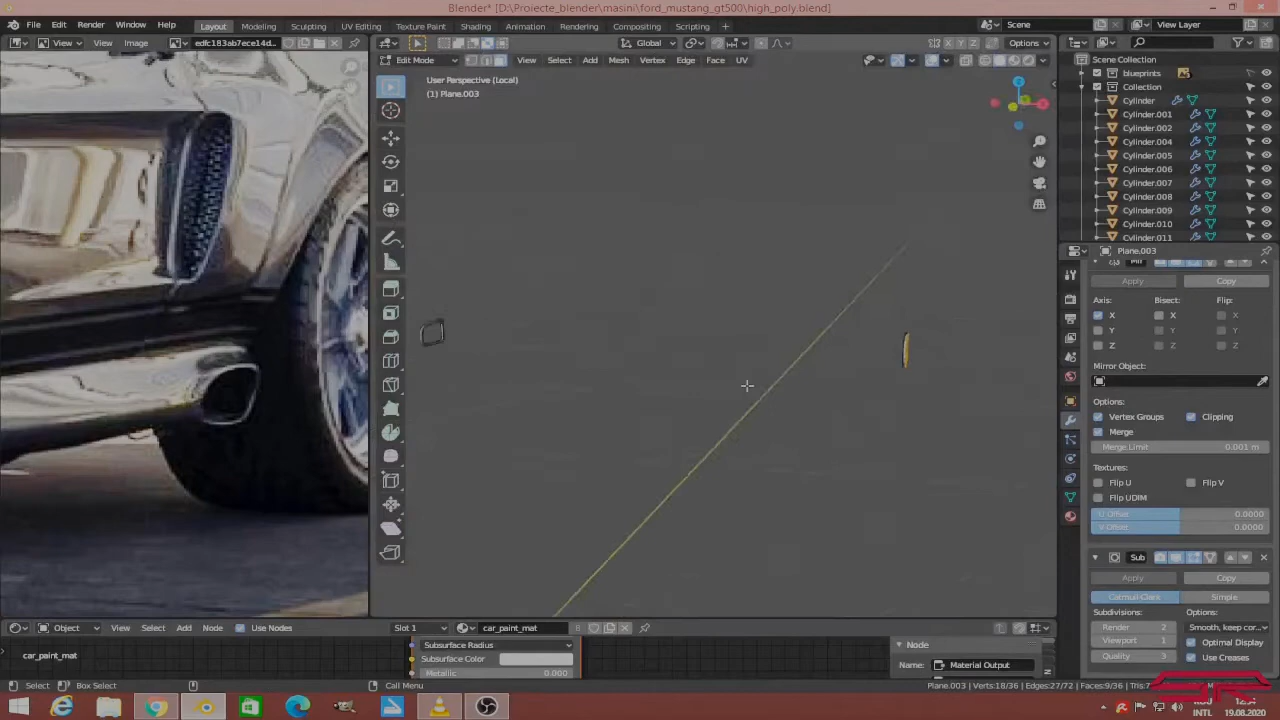 Blender* [D:\Proiecte_blender\masini\ford_mustang_gt500\high_poly.blend]
File Edit Render Window Help Layout Modeling Sculpting UV Editing Texture Paint Shading Animation Rendering Compositing Scripting + Scene View Layer
View View Image edfc183ab7ece14d... Global Options
Edit Mode View Select Add Mesh Vertex Edge Face UV
Scene Collection
blueprints
Collection
Cylinder
Cylinder.001
Cylinder.002
Cylinder.004
Cylinder.005
Cylinder.006
Cylinder.007
Cylinder.008
Cylinder.009
Cylinder.010
Cylinder.011
User Perspective (Local)
(1) Plane.003
Plane.003
Apply Copy
Axis: Bisect: Flip:
X X X
Y Y Y
Z Z Z
Mirror Object:
Options:
Vertex Groups Clipping
Merge
Merge Limit 0.001 m
Textures:
Flip U Flip V
Flip UDIM
U Offset 0.0000
V Offset 0.0000
Sub
Apply Copy
Catmull-Clark Simple
Subdivisions: Options:
Render 2 Smooth, keep cor...
Viewport 1 Optimal Display
Quality 3 Use Creases
Object View Select Add Node Use Nodes Slot 1 car_paint_mat 8
car_paint_mat
Subsurface Radius
Subsurface Color
Metallic 0.000
Node
Name: Material Output
Select Box Select Call Menu Plane.003 | Verts:18/36 | Edges:27/72 | Faces:9/36
INTL 19.08.2020